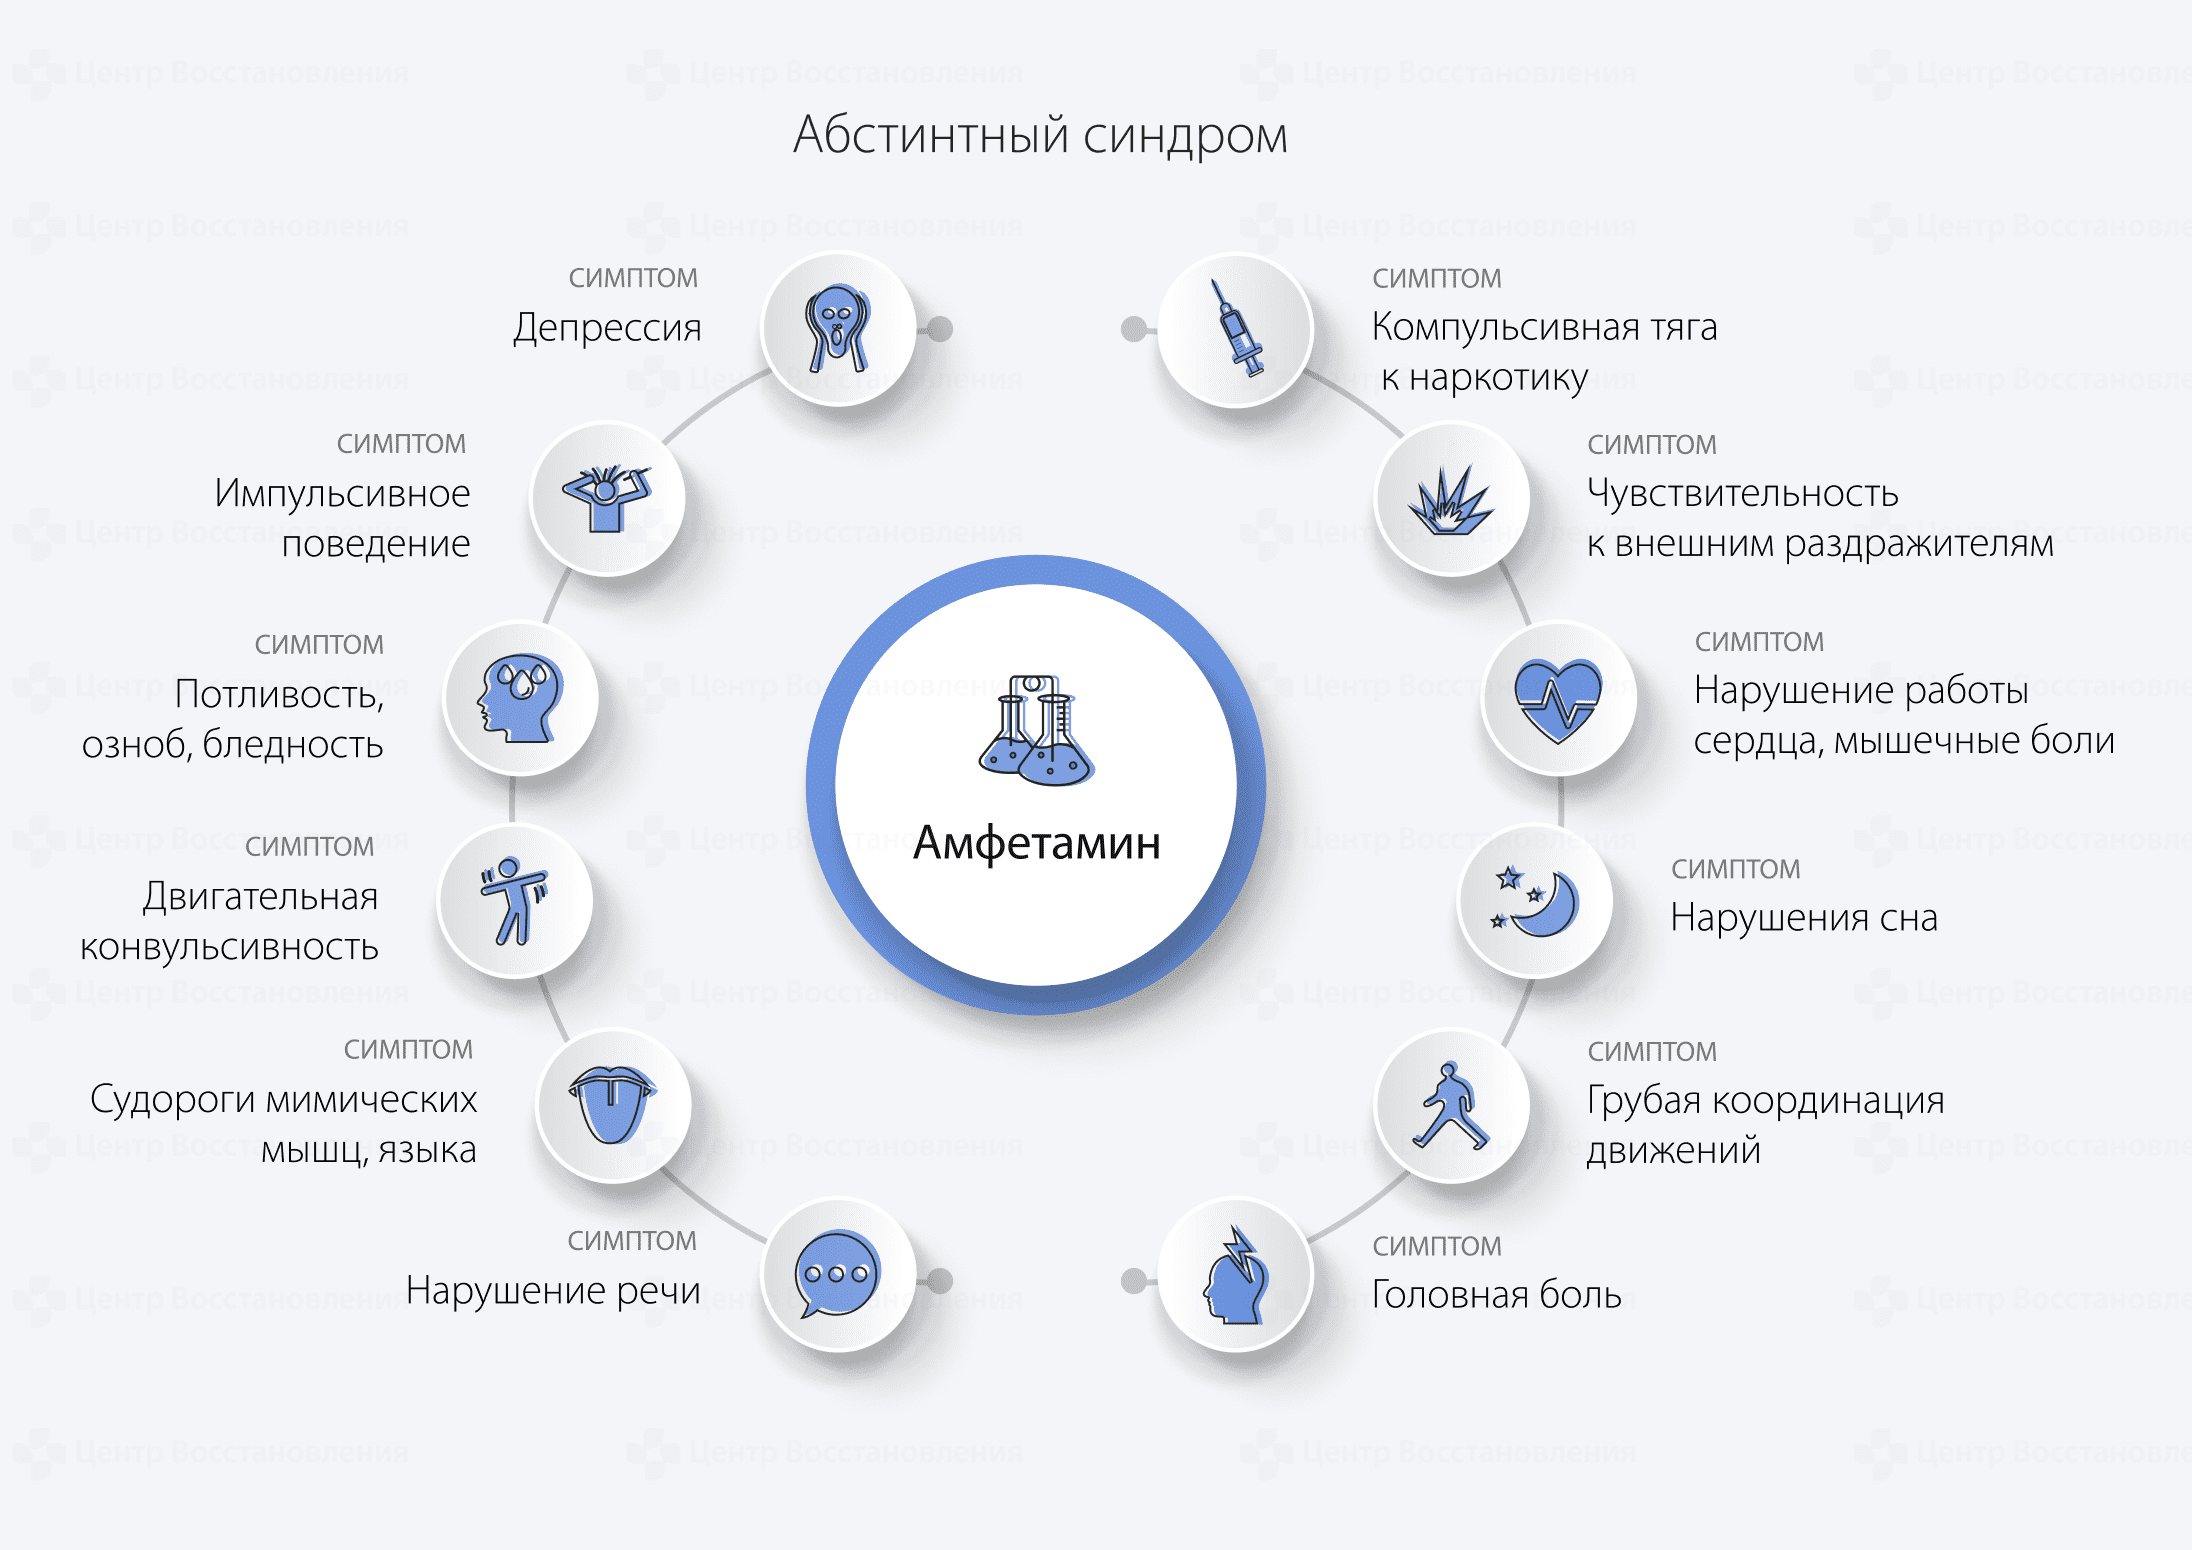 Абстинтный синдром
СИМПТОМ
Депрессия
СИМПТОМ
Импульсивное
поведение
СИМПТОМ
Потливость,
озноб, бледность
СИМПТОМ
Двигательная
конвульсивность
СИМПТОМ
Судороги мимических
мышц, языка
СИМПТОМ
Нарушение речи
Амфетамин
СИМПТОМ
Компульсивная тяга
к наркотику
СИМПТОМ
Чувствительность
к внешним раздражителям
СИМПТОМ
Нарушение работы
сердца, мышечные боли
СИМПТОМ
Нарушения сна
СИМПТОМ
Грубая координация
движений
СИМПТОМ
Головная боль
Центр Восстановления